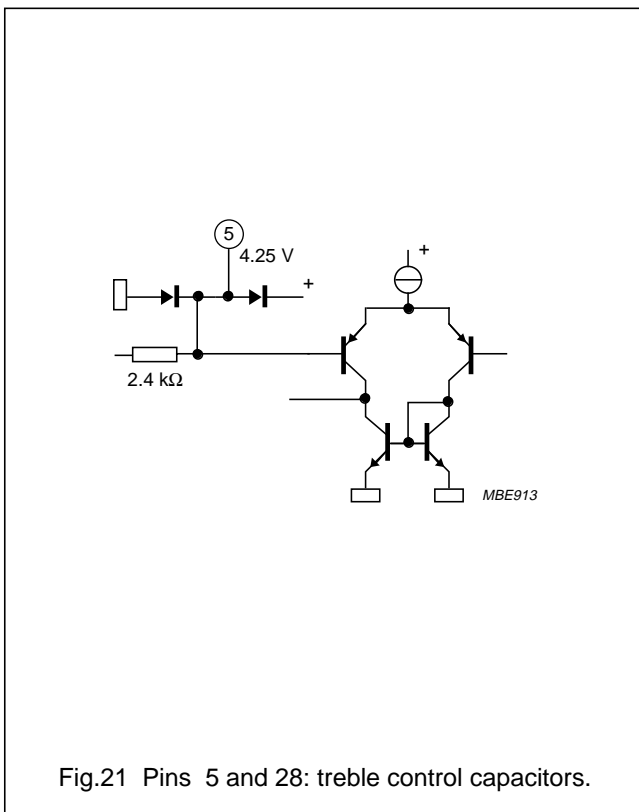 5
4.25 V
+
+
2.4 kΩ
MBE913
Fig.21 Pins 5 and 28: treble control capacitors.